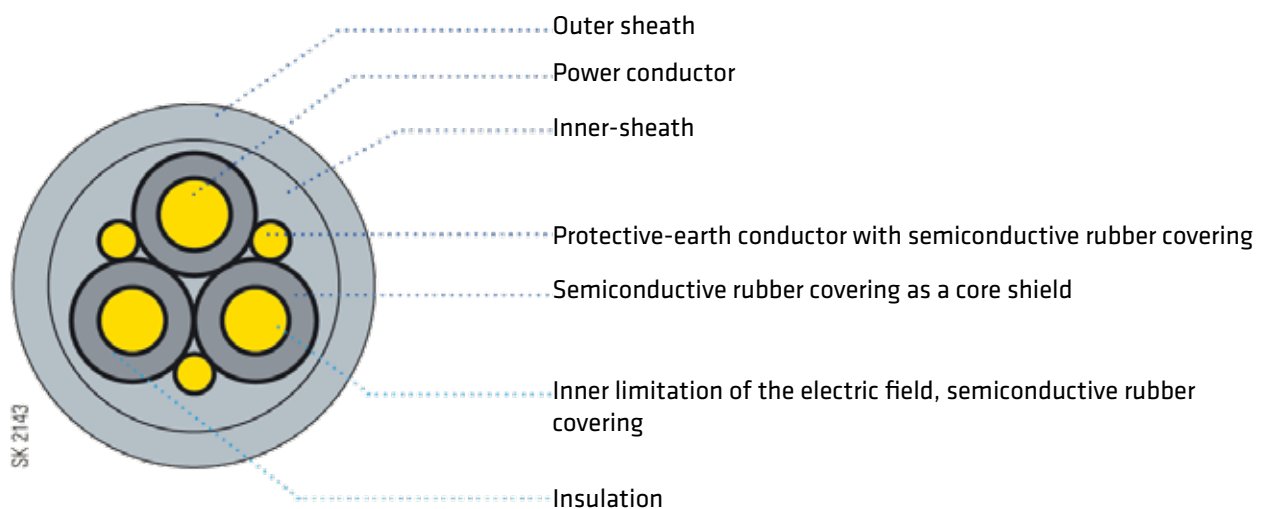 Outer sheath
Power conductor
Inner-sheath
Protective-earth conductor with semiconductive rubber covering
Semiconductive rubber covering as a core shield
Inner limitation of the electric field, semiconductive rubber
covering
SK 2143
Insulation